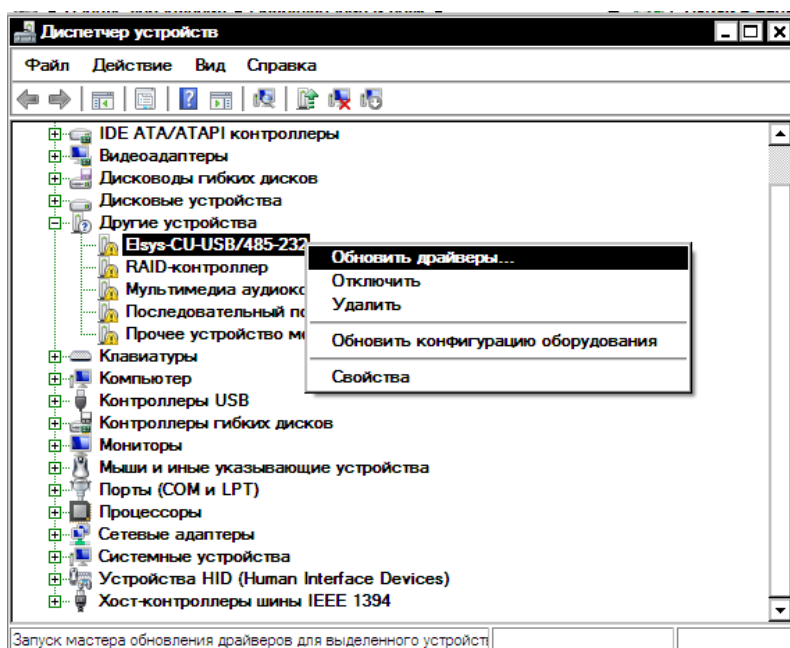 Диспетчер устройств
Файл Действие Вид Справка
IDE ATA/ATAPI контроллеры
Видеоадаптеры
Дисководы гибких дисков
Дисковые устройства
Другие устройства
Elsys-CU-USB/485-232
Обновить драйверы...
RAID-контроллер
Отключить
Мультимедиа аудиоко
Удалить
Последовательный по
Прочее устройство мо
Обновить конфигурацию оборудования
Клавиатуры
Компьютер
Свойства
Контроллеры USB
Контроллеры гибких дисков
Мониторы
Мыши и иные указывающие устройства
Порты (COM и LPT)
Процессоры
Сетевые адаптеры
Системные устройства
Устройства HID (Human Interface Devices)
Хост-контроллеры шины IEEE 1394
Запуск мастера обновления драйверов для выделенного устройст